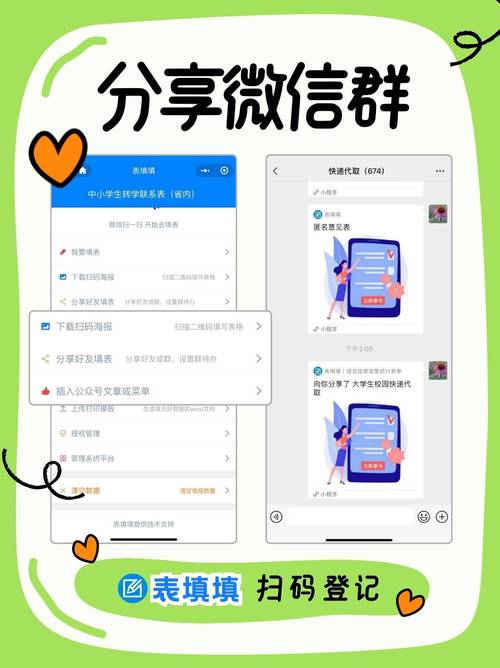 分享微信群
表填填
中小学生转学联系表（省内）
微信扫一扫 开始去填表
我要填表
下载扫码海报 扫描二维码填写表格
分享好友填表 分享好友或群，设置群待办
下载扫码海报 扫描二维码填写表格
分享好友填表 分享好友或群，设置群待办
插入公众号文章或菜单
上传打印模板 生成填好数据的word文档
授权管理
管理系统平台
清空数据 清空填报数据
表填填提供技术支持
快递代取（674）
小程序
表填填
匿名意见表
立即参与
小程序
下午2:00
表填填｜接龙信息收集统计表单
向你分享了 大学生校园快递代取
立即参与
小程序
表填填 扫码登记